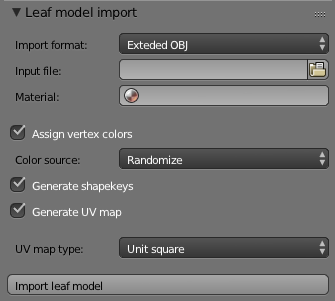 Leaf model import
Import format: Exteded OBJ
Input file:
Material:
Assign vertex colors
Color source: Randomize
Generate shapekeys
Generate UV map
UV map type: Unit square
Import leaf model